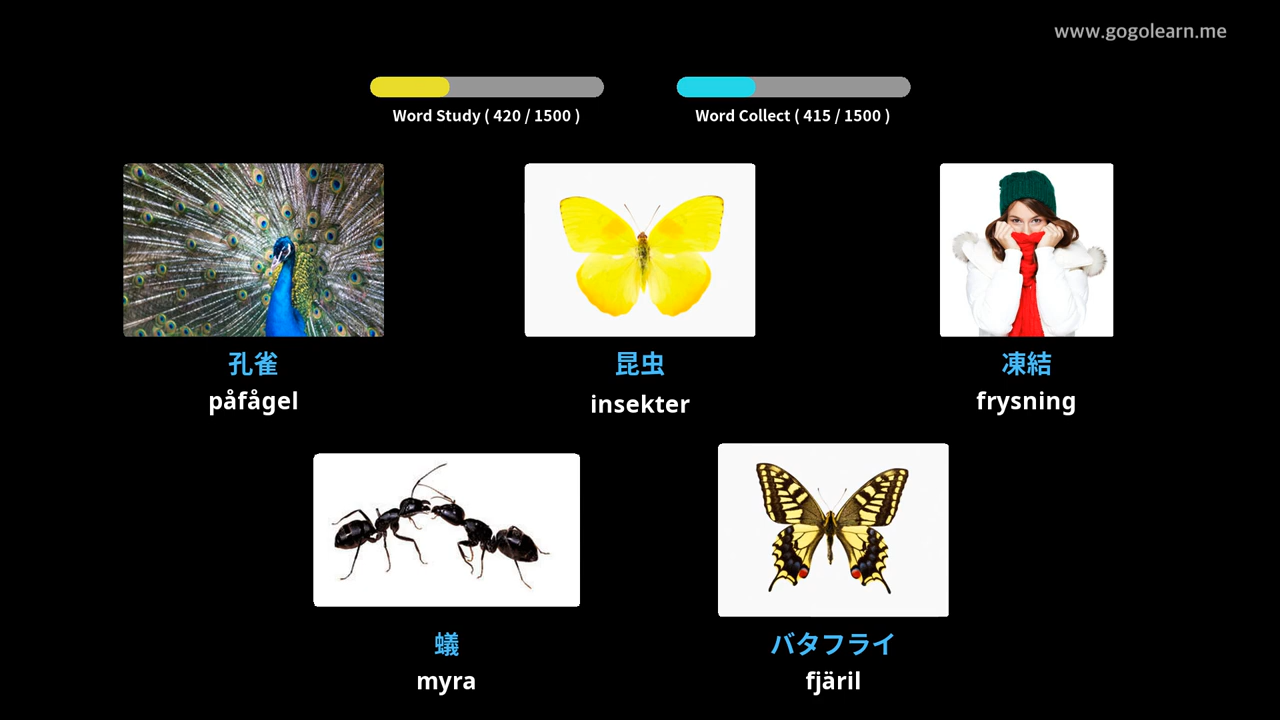 www.gogolearn.me
Word Study ( 420 / 1500 )
Word Collect ( 415 / 1500 )
孔雀
påfågel
昆虫
insekter
凍結
frysning
蟻
myra
バタフライ
fjäril